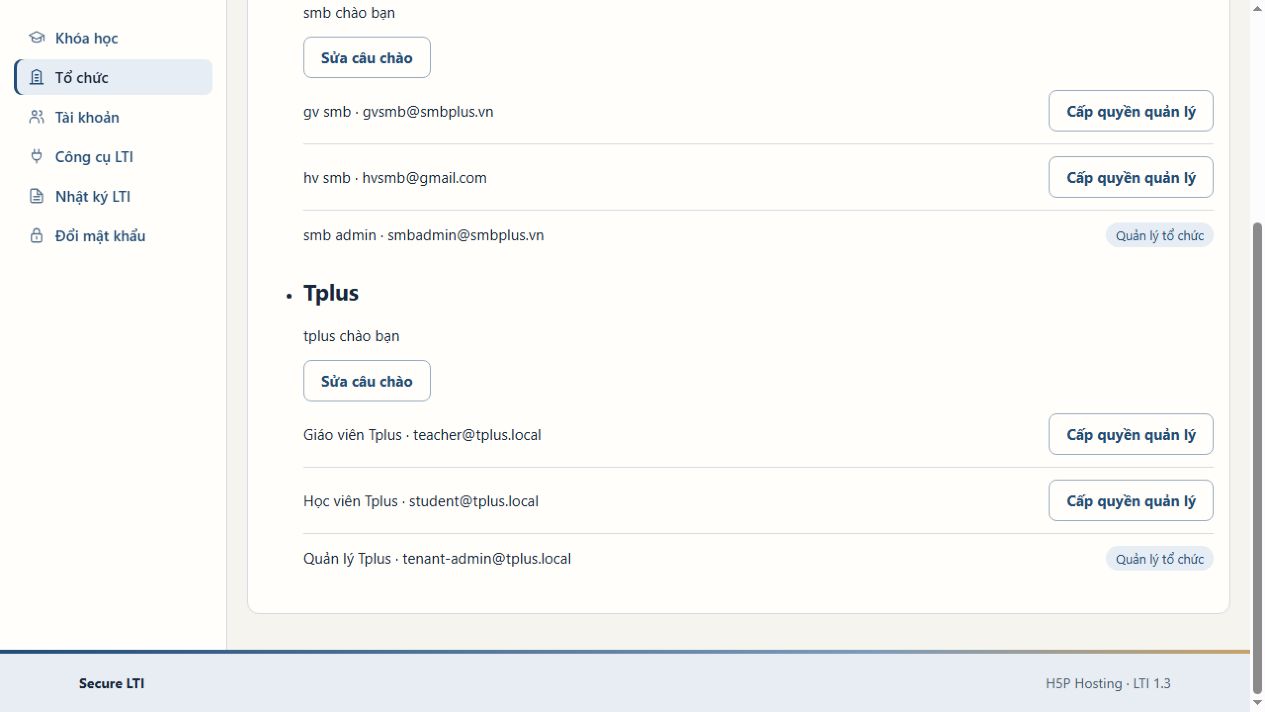 smb chào bạn
Khóa học
Sửa câu chào
Tổ chức
gv smb · gvsmb@smbplus.vn
Cấp quyền quản lý
Tài khoản
Công cụ LTI
hv smb · hvsmb@gmail.com
Cấp quyền quản lý
Nhật ký LTI
Đổi mật khẩu
smb admin · smbadmin@smbplus.vn
Quản lý tổ chức
• Tplus
tplus chào bạn
Sửa câu chào
Giáo viên Tplus · teacher@tplus.local
Cấp quyền quản lý
Học viên Tplus · student@tplus.local
Cấp quyền quản lý
Quản lý Tplus · tenant-admin@tplus.local
Quản lý tổ chức
Secure LTI
H5P Hosting · LTI 1.3